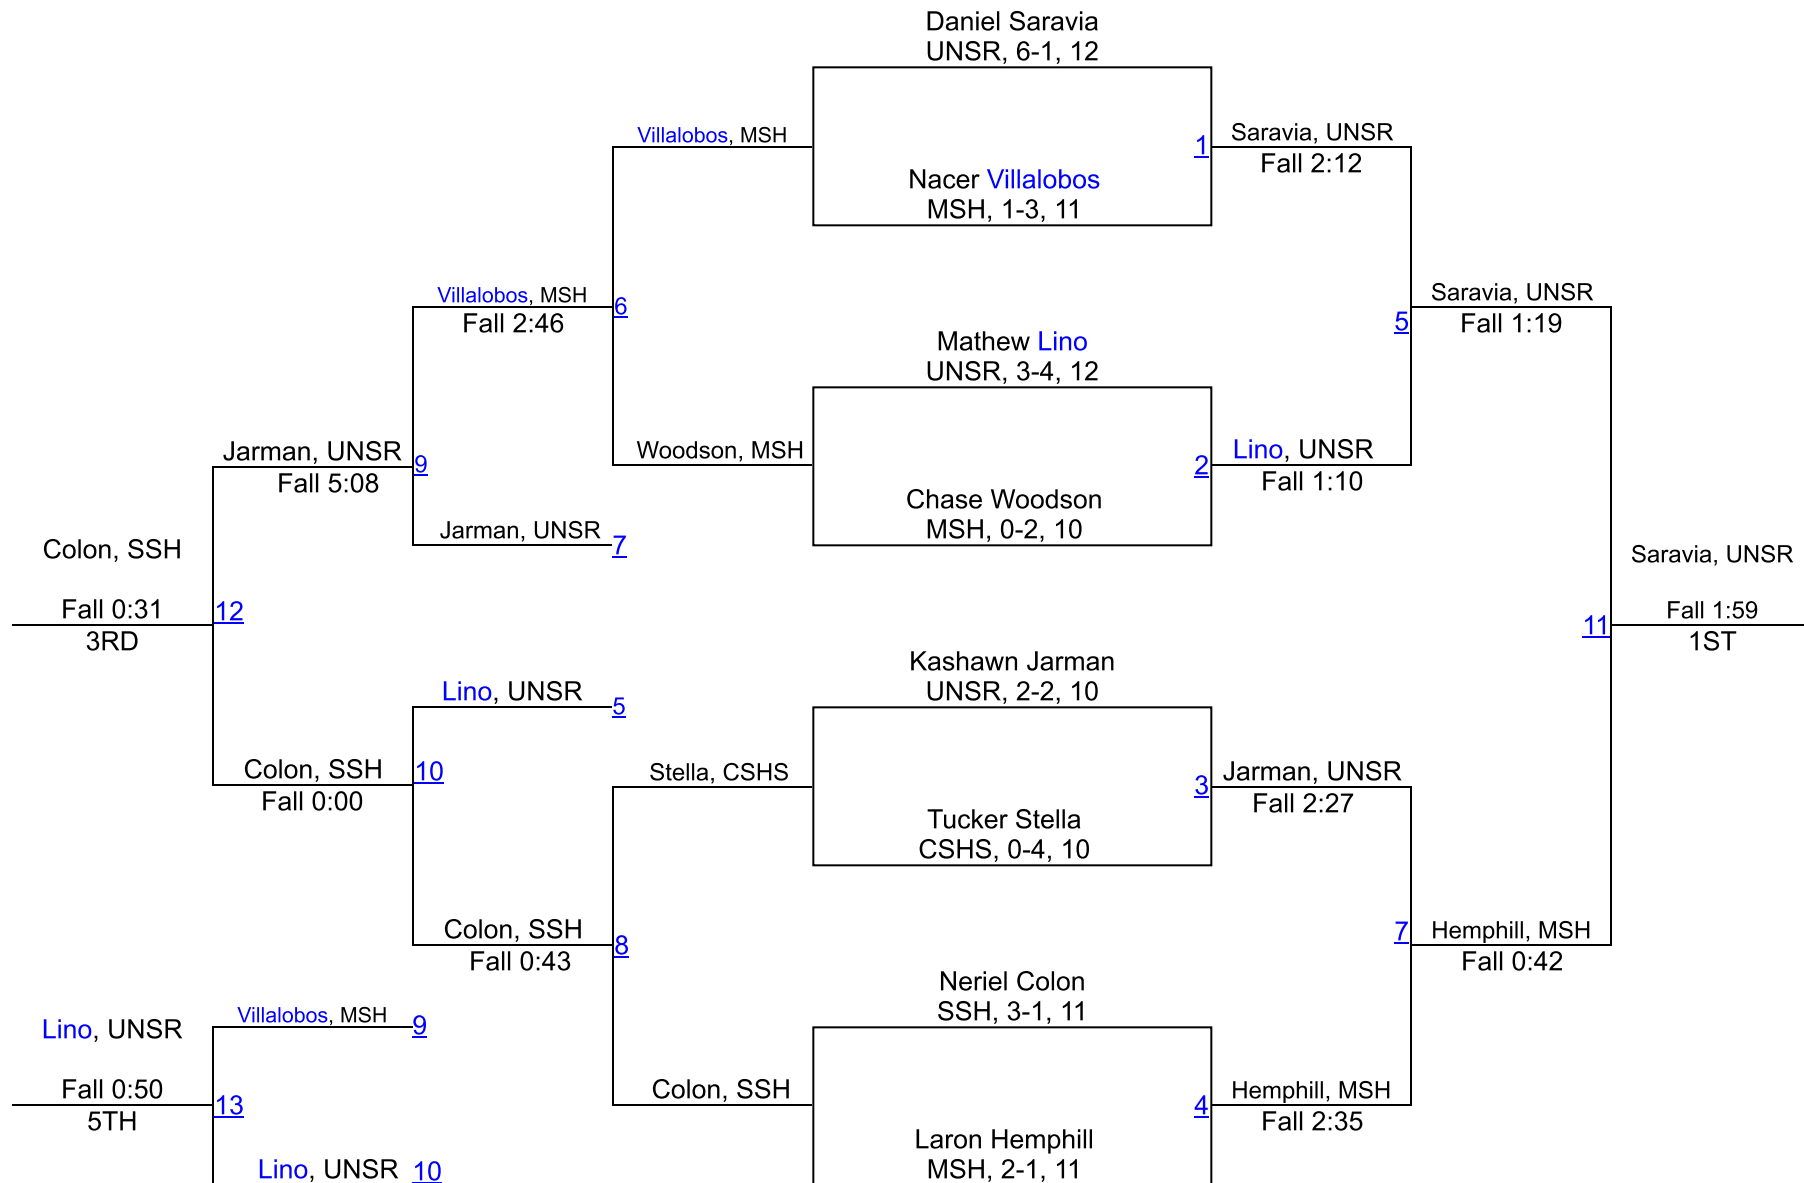 Daniel Saravia
UNSR, 6-1, 12
Villalobos, MSH
1
Saravia, UNSR
Fall 2:12
Nacer Villalobos
MSH, 1-3, 11
Villalobos, MSH
Fall 2:46
6
5
Saravia, UNSR
Fall 1:19
Mathew Lino
UNSR, 3-4, 12
Jarman, UNSR
Fall 5:08
9
Woodson, MSH
2
Lino, UNSR
Fall 1:10
Chase Woodson
MSH, 0-2, 10
Jarman, UNSR
7
Colon, SSH
Fall 0:31
3RD
12
Saravia, UNSR
Fall 1:59
1ST
11
Kashawn Jarman
UNSR, 2-2, 10
Lino, UNSR
5
Colon, SSH
Fall 0:00
10
Stella, CSHS
3
Jarman, UNSR
Fall 2:27
Tucker Stella
CSHS, 0-4, 10
Colon, SSH
Fall 0:43
8
7
Hemphill, MSH
Fall 0:42
Neriel Colon
SSH, 3-1, 11
Lino, UNSR
Fall 0:50
5TH
Villalobos, MSH
9
13
Colon, SSH
4
Hemphill, MSH
Fall 2:35
Laron Hemphill
MSH, 2-1, 11
Lino, UNSR 10